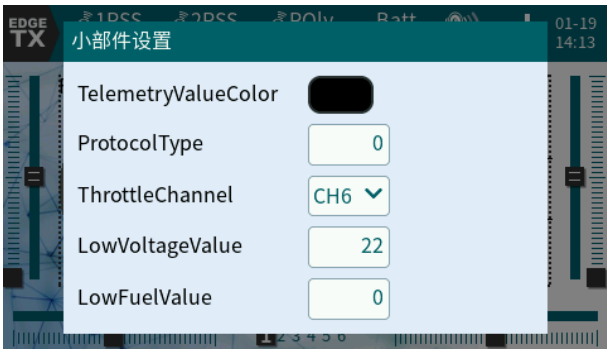 EDGE TX
1RSS 2RSS Batt
01-19
14:13
小部件设置
TelemetryValueColor
ProtocolType 0
ThrottleChannel CH6
LowVoltageValue 22
LowFuelValue 0
1 2 3 4 5 6